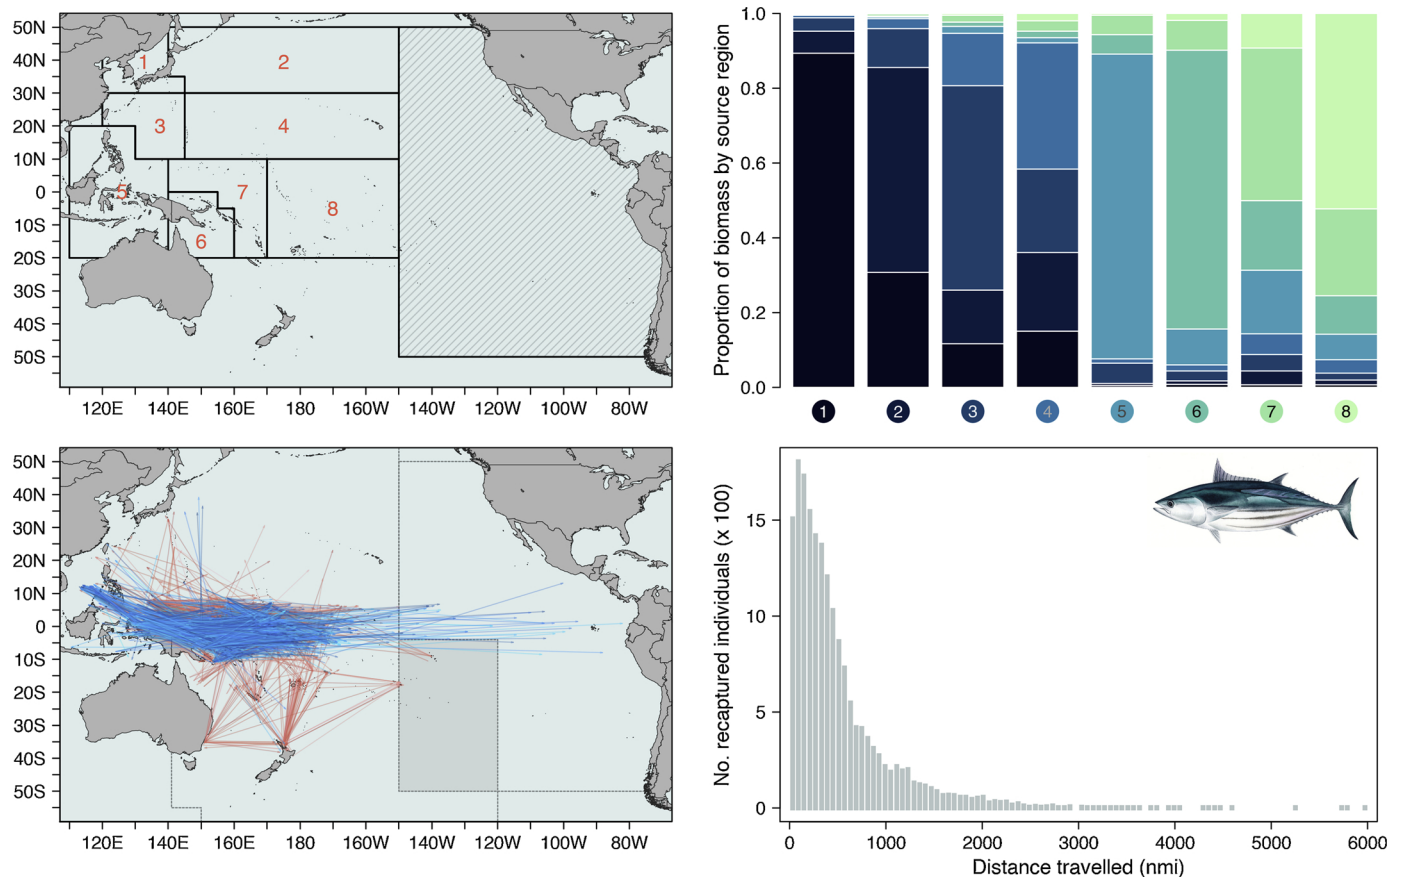 50N
40N
30N
20N
10N
0
10S
20S
30S
40S
50S
1
2
3
4
5
7
8
6
120E 140E 160E 180 160W 140W 120W 100W 80W
Proportion of biomass by source region
1.0
0.8
0.6
0.4
0.2
0.0
1 2 3 4 5 6 7 8
50N
40N
30N
20N
10N
0
10S
20S
30S
40S
50S
120E 140E 160E 180 160W 140W 120W 100W 80W
No. recaptured individuals (x 100)
15
10
5
0
0 1000 2000 3000 4000 5000 6000
Distance travelled (nmi)